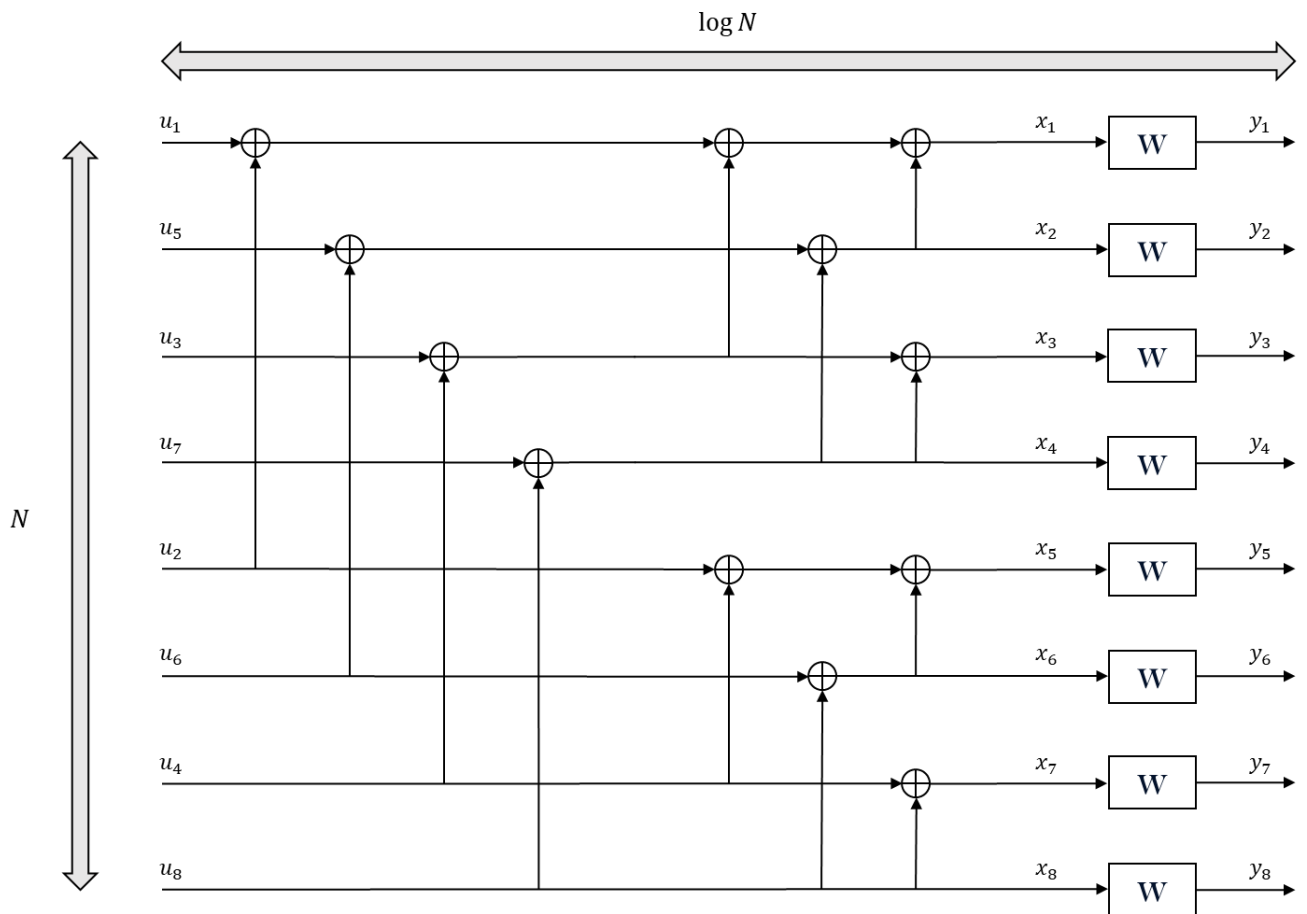 log N
u₁ x₁ W y₁
u₅ x₂ W y₂
u₃ x₃ W y₃
u₇ x₄ W y₄
N
u₂ x₅ W y₅
u₆ x₆ W y₆
u₄ x₇ W y₇
u₈ x₈ W y₈